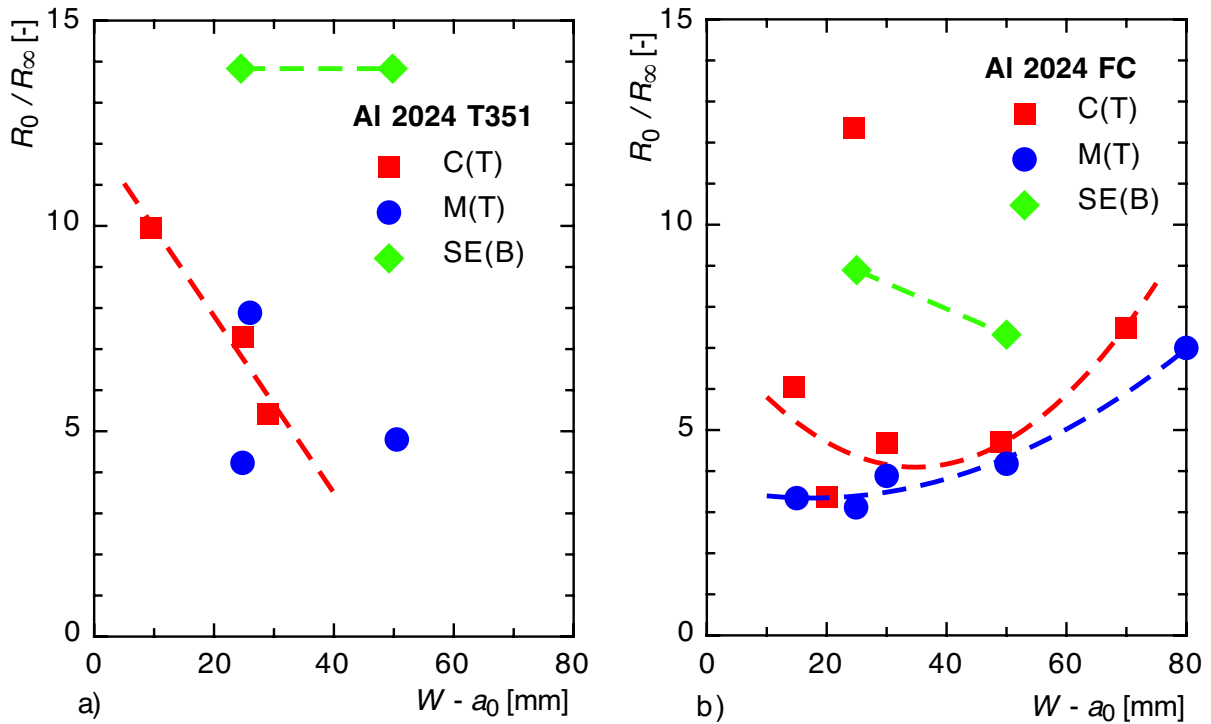 15
10
5
0
R0 / R∞ [-]
Al 2024 T351
C(T)
M(T)
SE(B)
0 20 40 60 80
a) W - a0 [mm]
15
10
5
0
R0 / R∞ [-]
Al 2024 FC
C(T)
M(T)
SE(B)
0 20 40 60 80
b) W - a0 [mm]